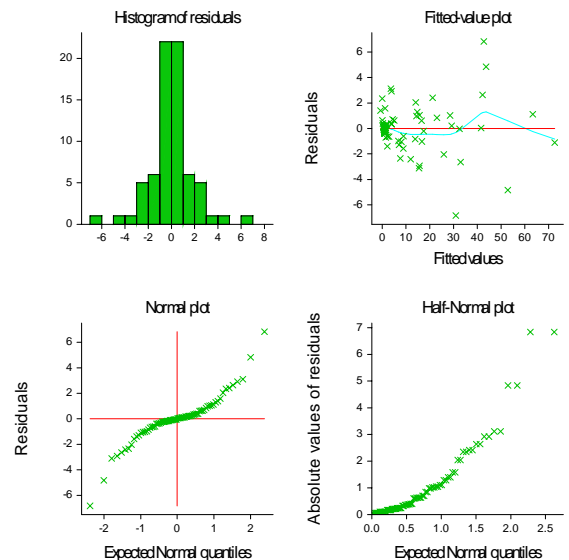 Histogram of residuals
20
15
10
5
0
-6 -4 -2 0 2 4 6 8
Fitted-value plot
Residuals
6
4
2
0
-2
-4
-6
0 10 20 30 40 50 60 70
Fitted values
Normal plot
Residuals
6
4
2
0
-2
-4
-6
-2 -1 0 1 2
Expected Normal quantiles
Half-Normal plot
Absolute values of residuals
7
6
5
4
3
2
1
0
0.0 0.5 1.0 1.5 2.0 2.5
Expected Normal quantiles